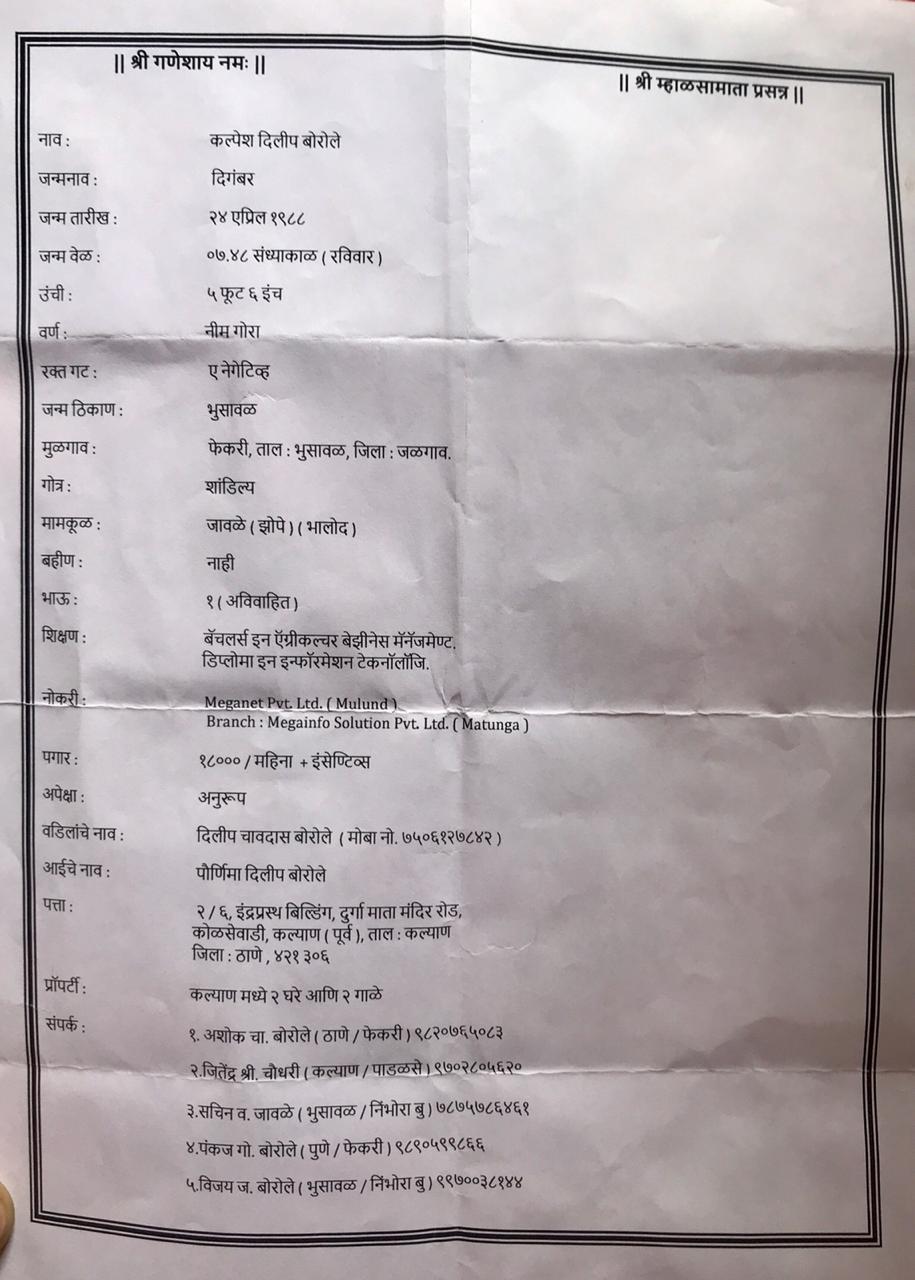 || श्री गणेशाय नमः ||
|| श्री म्हाळसामाता प्रसन्न ||
नाव : कल्पेश दिलीप बोरोले
जन्मनाव : दिगंबर
जन्म तारीख : २४ एप्रिल १९८८
जन्म वेळ : ०७.४८ संध्याकाळ ( रविवार )
उंची : ५ फूट ६ इंच
वर्ण : नीम गोरा
रक्त गट : ए नेगेटिव्ह
जन्म ठिकाण : भुसावळ
मुळगाव : फेकरी, ताल : भुसावळ, जिला : जळगाव.
गोत्र : शांडिल्य
मामकूळ : जावळे ( झोपे ) ( भालोद )
बहीण : नाही
भाऊ : १ ( अविवाहित )
शिक्षण : बॅचलर्स इन ऍग्रीकल्चर बेझीनेस मॅनॅजमेण्ट.
डिप्लोमा इन इन्फॉरमेशन टेकनॉलॉजि.
नोकरी : Meganet Pvt. Ltd. ( Mulund )
Branch : Megainfo Solution Pvt. Ltd. ( Matunga )
पगार : १८००० / महिना + इंसेण्टिव्स
अपेक्षा : अनुरूप
वडिलांचे नाव : दिलीप चावदास बोरोले ( मोबा नो. ७५०६१२७८४२ )
आईचे नाव : पौर्णिमा दिलीप बोरोले
पत्ता : २ / ६, इंद्रप्रस्थ बिल्डिंग, दुर्गा माता मंदिर रोड,
कोळसेवाडी, कल्याण ( पूर्व ), ताल : कल्याण
जिला : ठाणे , ४२१ ३०६
प्रॉपर्टी : कल्याण मध्ये २ घरे आणि २ गाळे
संपर्क : १. अशोक चा. बोरोले ( ठाणे / फेकरी ) ९८२०७६५०८३
२.जितेंद्र श्री. चौधरी ( कल्याण / पाडळसे ) ९७०२८०५६२०
३.सचिन व. जावळे ( भुसावळ / निंभोरा बु ) ७८७५७८६४६१
४.पंकज गो. बोरोले ( पुणे / फेकरी ) ९८९०५९९८६६
५.विजय ज. बोरोले ( भुसावळ / निंभोरा बु ) ९९७००३८१४४